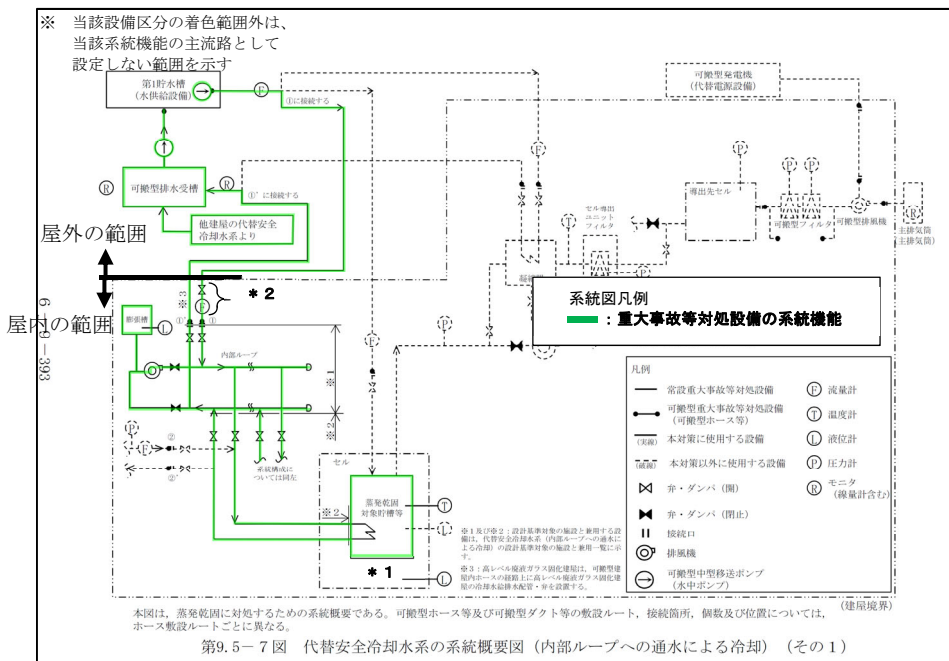 ※ 当該設備区分の着色範囲外は、
当該系統機能の主流路として
設定しない範囲を示す
第1貯水槽
(水供給設備)
F
①に接続する
可搬型発電機
(代替電源設備)
R
可搬型排水受槽
R
①’に接続する
他建屋の代替安全
冷却水系より
屋外の範囲
屋内の範囲
F
P
導出先セル
P
P
可搬型フィルタ
可搬型排風機
R
主排気筒
(主排気筒)
セル導出
ユニット
フィルタ
T
P
系統図凡例
:重大事故等対処設備の系統機能
*2
※3
F
①’
①
膨張槽
L
内部ループ
※1
※2
P
F
P
F
②
②’
系統構成に
ついては同左
セル
蒸発乾固
対象貯槽等
※2
T
L
L
*1
凡例
常設重大事故等対処設備
可搬型重大事故等対処設備
(可搬型ホース等)
(実線)
本対策に使用する設備
(破線)
本対策以外に使用する設備
弁・ダンパ(開)
弁・ダンパ(閉止)
接続口
排風機
可搬型中型移送ポンプ
(水中ポンプ)
F 流量計
T 温度計
L 液位計
P 圧力計
R モニタ
(線量計含む)
※1及び※2:設計基準対象の施設と兼用する設
備は、代替安全冷却水系(内部ループへの通水に
よる冷却)の設計基準対象の施設と兼用一覧に示
す。
※3:高レベル廃液ガラス固化建屋は、可搬型建
屋内ホースの経路上に高レベル廃液ガラス固化建
屋の冷却水給排水配管・弁を設置する。
(建屋境界)
本図は、蒸発乾固に対処するための系統概要である。可搬型ホース等及び可搬型ダクト等の敷設ルート、接続箇所、個数及び位置については、
ホース敷設ルートごとに異なる。
第9.5-7図 代替安全冷却水系の系統概要図(内部ループへの通水による冷却)(その1)